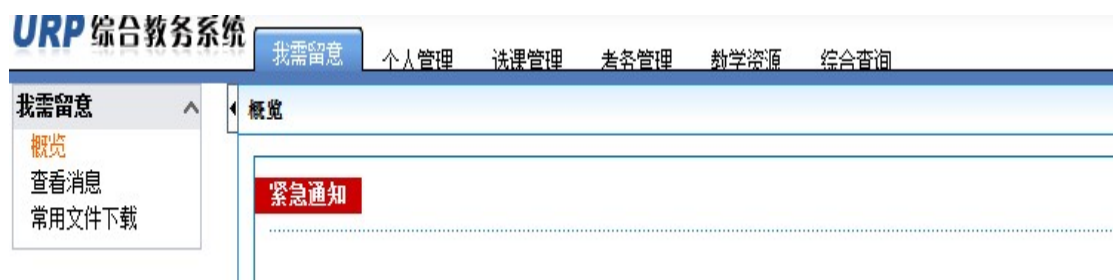 URP 综合教务系统
我需留意 个人管理 选课管理 考务管理 教学资源 综合查询
我需留意
概览
概览
查看消息
常用文件下载
紧急通知